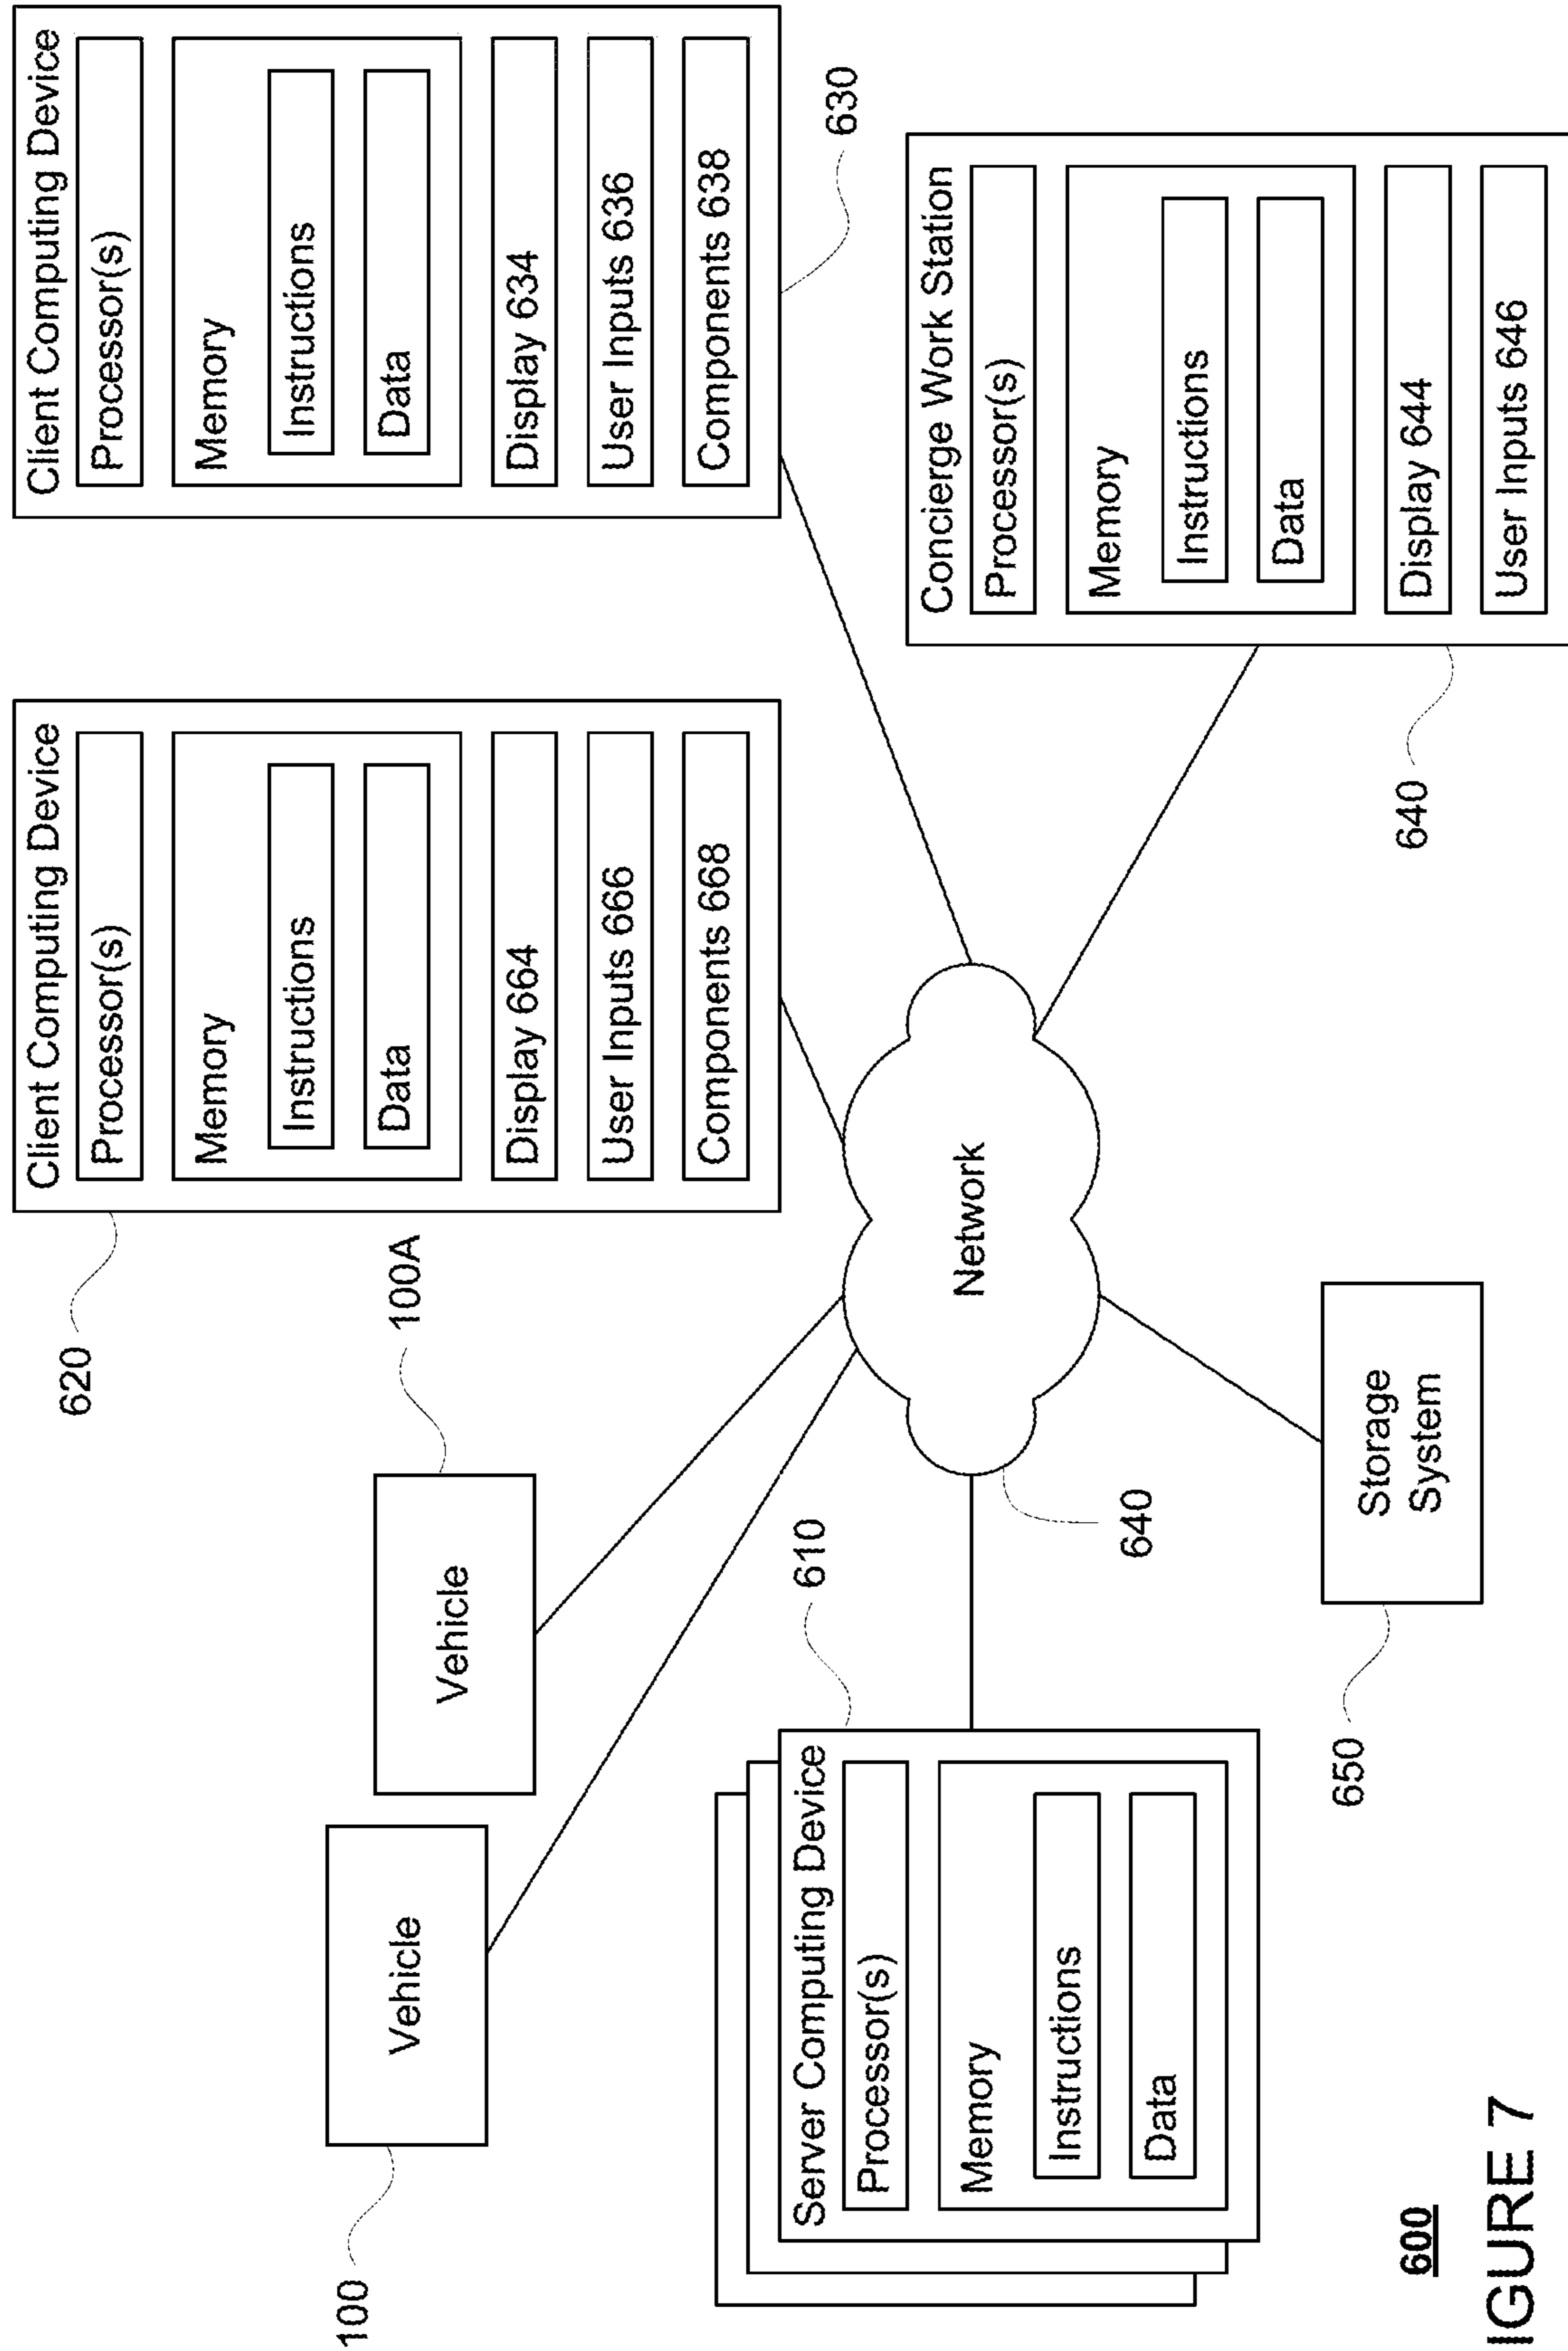 Client Computing Device
Processor(s)
Memory
Instructions
Data
Display 664
User Inputs 666
Components 668
620
Client Computing Device
Processor(s)
Memory
Instructions
Data
Display 634
User Inputs 636
Components 638
630
100
Vehicle
Vehicle
100A
Server Computing Device
Processor(s)
Memory
Instructions
Data
610
Network
640
Concierge Work Station
Processor(s)
Memory
Instructions
Data
Display 644
User Inputs 646
640
Storage
System
650
600
IGURE 7